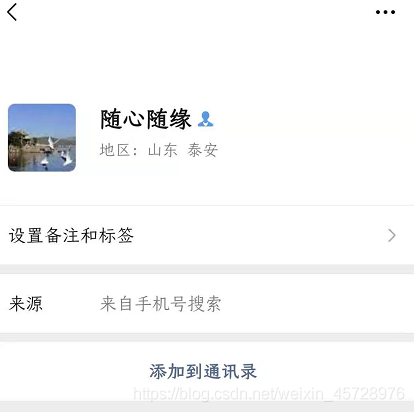 随心随缘
地区：山东 泰安
设置备注和标签
来源 来自手机号搜索
添加到通讯录
https://blog.csdn.net/weixin_45728976